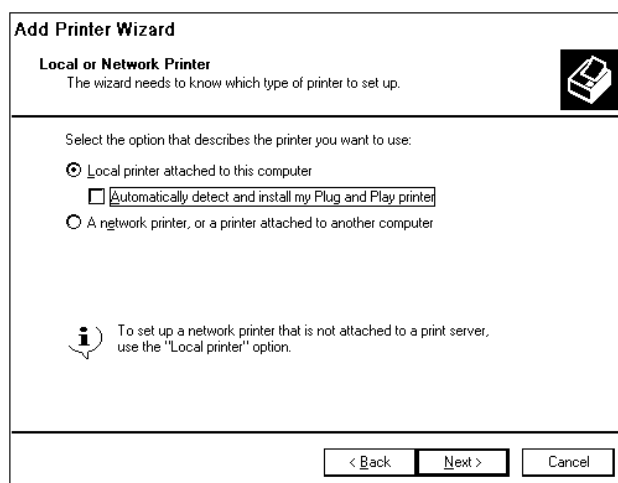 Add Printer Wizard
Local or Network Printer
The wizard needs to know which type of printer to set up.
Select the option that describes the printer you want to use:
Local printer attached to this computer
Automatically detect and install my Plug and Play printer
A network printer, or a printer attached to another computer
To set up a network printer that is not attached to a print server,
use the "Local printer" option.
< Back
Next >
Cancel